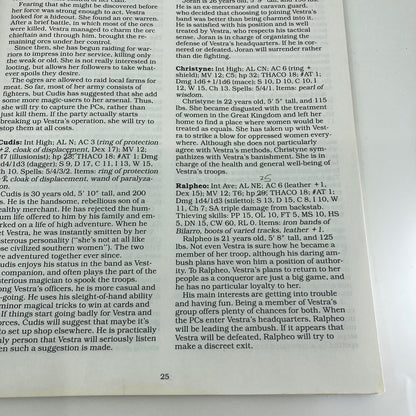 Fearing that she might be discovered before
her force was strong enough to act, Vestra
looked for a hideout. She found an orc warren.
After a brief battle, in which most of the orcs
were killed, Vestra managed to charm the orc
chieftain and through him, brought the re-
maining orcs under her control.
Since then, she has begun raiding for war-
riors to impress into her service, killing only
the weak or old. She is not really interested in
looting, but allows her followers to take what-
ever spoils they desire.
The ogres are allowed to raid local farms for
meat. So far, most of her army consists of
fighters, but Cudis has suggested that she add
some more magic-users to her arsenal. Thus,
she will try to capture the PCs, rather than
just kill them. If the party actually starts
breaking up Vestra's operation, she will try to
stop them at all costs.
Cudis: Int High; AL N; AC 3 (ring of protection
+ 2, cloak of displacement, Dex 17); MV 12;
M7 (illusionist); hp 28 THAC0 18; #AT 1; Dmg
1d4/1d3 (dagger); S 9, D 17, C 11, I 13, W 15,
Ch 10. Spells: 5/4/3/2. Items: ring of protection
cloak of displacement, wand of paralyza-
tion.
Cudis is 30 years old, 5' 10" tall, and 200
lbs. He is the handsome, rebellious son of a
wealthy merchant. He has rejected the hum-
drum life offered to him by his family and em-
barked on a life of high adventure. When he
met Vestra, he was instantly smitten by her
mysterious personality ("she's not at all like
those civilized southern women"). The two
have adventured together ever since.
Cudis enjoys his status in the band as Vest-
ra's companion, and often plays the part of the
mysterious magician to spook the troops.
Among Vestra's officers, he is more casual and
easy-going. He uses his sleight-of-hand ability
and minor magical tricks to win at cards and
If things start going badly for Vestra and
her forces, Cudis will suggest that maybe it's
time to set up shop elsewhere. He is practically
the only person that Vestra will seriously listen
to when such a suggestion is made.
He is an ex-mercenary and caravan guard,
who decided that choosing to joining Vestra's
band was better than being charmed into it.
He is satisfied with his position and is well
treated by Vestra, who respects his tactical
sense. Joran is in charge of organizing the
defense of Vestra's headquarters. If he is cor-
nered or defeated, Joran will surrender rather
than die fighting.
Christyne: Int High; AL CN; AC 6 (ring +
shield); MV 12; C5; hp 32; THAC0 18; #AT 1;
Dmg 1d6 + 1/1d6 (mace); S 10, D 10, C 10, I
12, W 15, Ch 13. Spells: 5/4/1. Items: pearl of
wisdom.
Christyne is 22 years old, 5' 5" tall, and 115
lbs. She became disgusted with the treatment
of women in the Great Kingdom and left her
home to find a place where women would be
treated as equals. She has taken up with Vest-
ra to strike a blow for oppressed women every-
where. Although she does not particularly
agree with Vestra's methods, Christyne sym-
pathizes with Vestra's banishment. She is in
charge of the health and general well-being of
Vestra's troops.
25
Ralpheo: Int Ave; AL NE; AC 6 (leather + 1,
Dex 15); MV 12; T6; hp 28 THAC0 18; #AT 1;
Dmg 1d4/1d4 (stiletto); S 13, D 15, C 8, I 10, W
11, Ch 7; SA triple damage from backstab.
Thieving skills: PP 15, OL 10, FT 5, MS 10, HS
5, DN 15, CW 60, RL 0. Items: iron bands of
Bilarro, boots of varied tracks, leather + 1.
Ralpheo is 21 years old, 5' 8" tall, and 125
lbs. Not even Vestra is sure how he became a
member of her troop, although his daring am-
bush plans have won him a position of author-
ity. To Ralpheo, Vestra's plans to return to her
people as a conqueror are just a big game, and
he has no particular loyalty to her.
His main interests are getting into trouble
and having fun. Being a member of Vestra's
group offers plenty of chances for both. When
the PCs enter Vestra's headquarters, Ralpheo
will be leading the ambush. If it appears that
Vestra will be defeated, Ralpheo will try to
make a discreet exit.
25